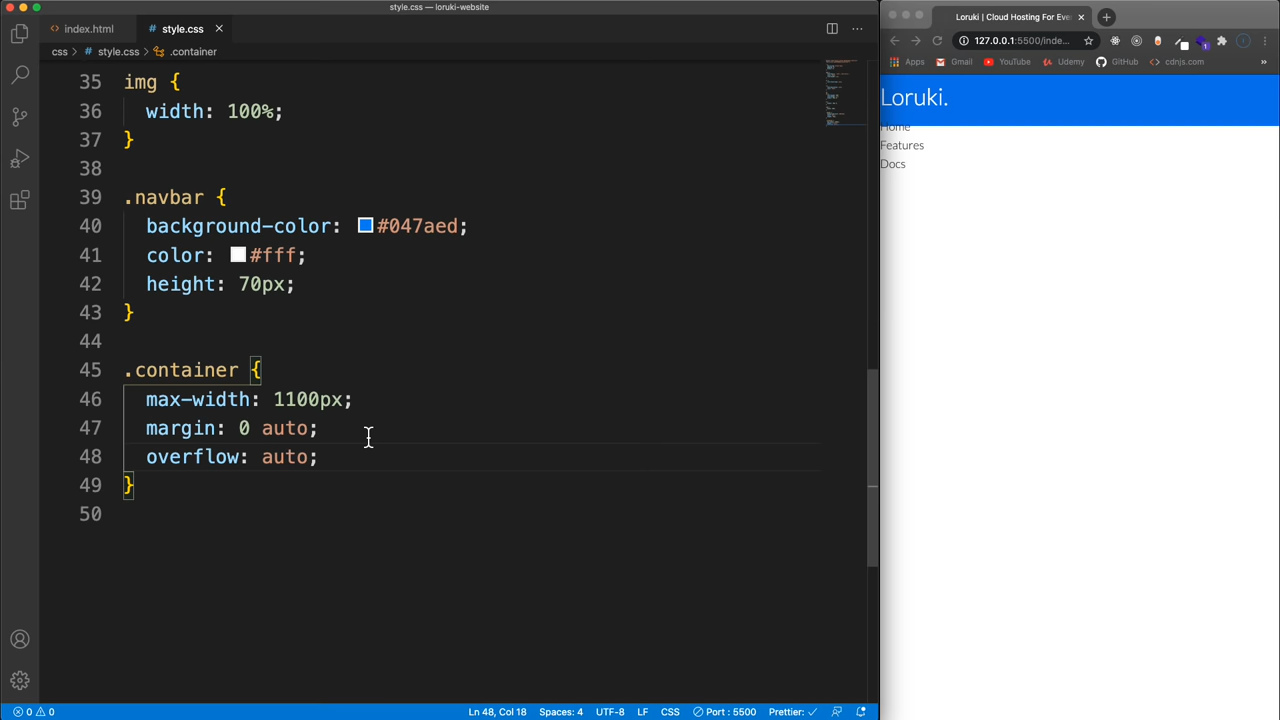 style.css — loruki-website
index.html
style.css
css > style.css > .container
35 img {
36 width: 100%;
37 }
38
39 .navbar {
40 background-color: #047aed;
41 color: #fff;
42 height: 70px;
43 }
44
45 .container {
46 max-width: 1100px;
47 margin: 0 auto;
48 overflow: auto;
49 }
50
0 0 Ln 48, Col 18 Spaces: 4 UTF-8 LF CSS Port : 5500 Prettier:
Loruki | Cloud Hosting For Eve
127.0.0.1:5500/inde...
Apps Gmail YouTube Udemy GitHub cdnjs.com »
Loruki.
Home
Features
Docs